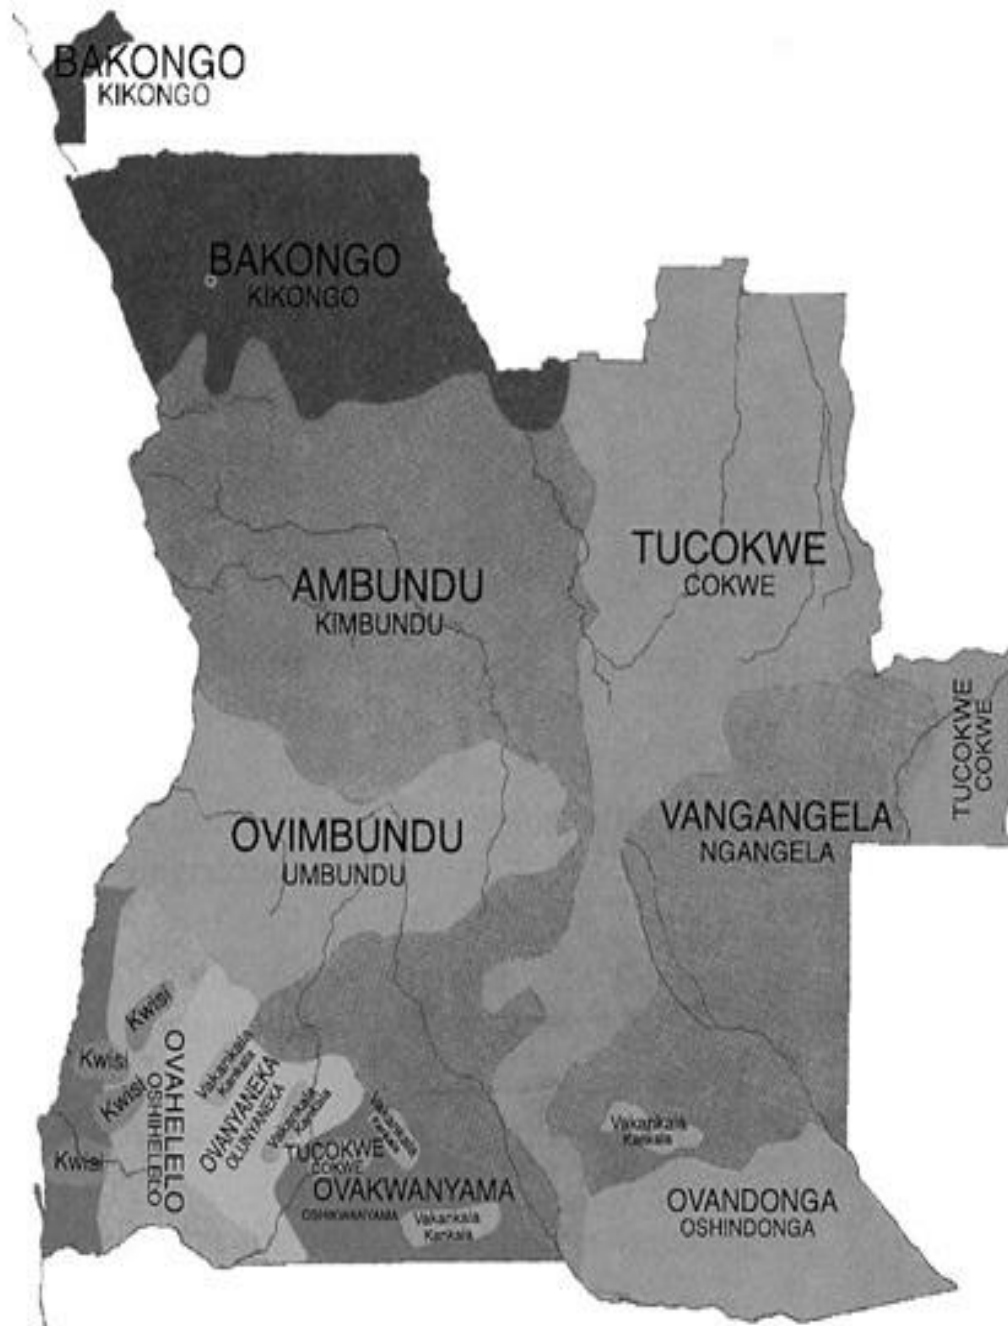 BAKONGO
KIKONGO
BAKONGO
KIKONGO
TUCOKWE
COKWE
AMBUNDU
KIMBUNDU
TUCOKWE
COKWE
VANGANGELA
NGANGELA
OVIMBUNDU
UMBUNDU
Kwisi
Kwisi
Kwisi
Kwisi
OVAHELELO
OSHIHELELO
Vakankala
Kankala
OVANYANEKA
OLUNYANEKA
Vakankala
Kankala
Vakankala
Kankala
TUCOKWE
COKWE
OVAKWANYAMA
OSHIKWANYAMA
Vakankala
Kankala
Vakankala
Kankala
OVANDONGA
OSHINDONGA